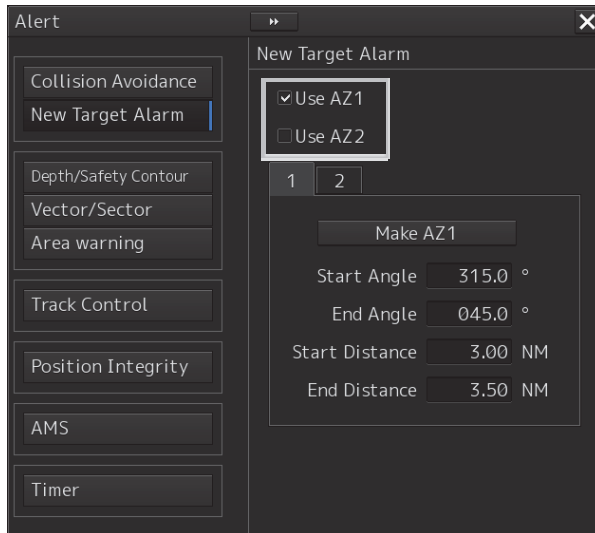 Alert
Collision Avoidance
New Target Alarm
Depth/Safety Contour
Vector/Sector
Area warning
Track Control
Position Integrity
AMS
Timer
New Target Alarm
Use AZ1
Use AZ2
1 2
Make AZ1
Start Angle 315.0 °
End Angle 045.0 °
Start Distance 3.00 NM
End Distance 3.50 NM